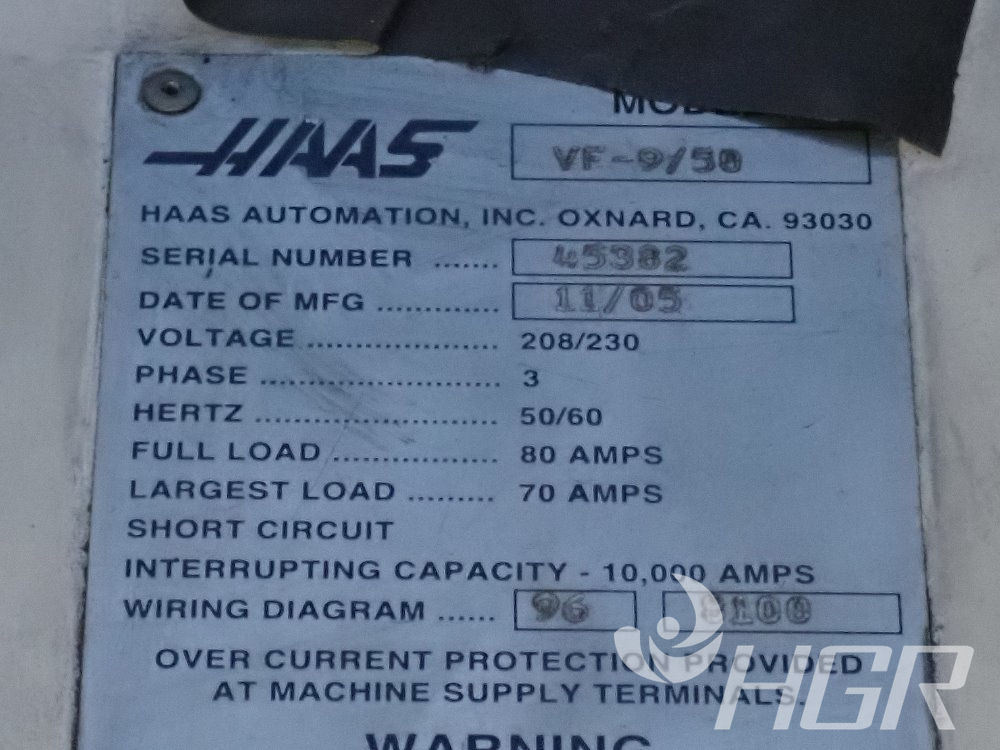 MODEL
HAAS VF-9/50
HAAS AUTOMATION, INC. OXNARD, CA. 93030
SERIAL NUMBER ....... 45382
DATE OF MFG ............. 11/05
VOLTAGE .................... 208/230
PHASE ......................... 3
HERTZ ......................... 50/60
FULL LOAD ................. 80 AMPS
LARGEST LOAD ......... 70 AMPS
SHORT CIRCUIT
INTERRUPTING CAPACITY - 10,000 AMPS
WIRING DIAGRAM ...... 96 8100
OVER CURRENT PROTECTION PROVIDED
AT MACHINE SUPPLY TERMINALS.
WARNING
HGR